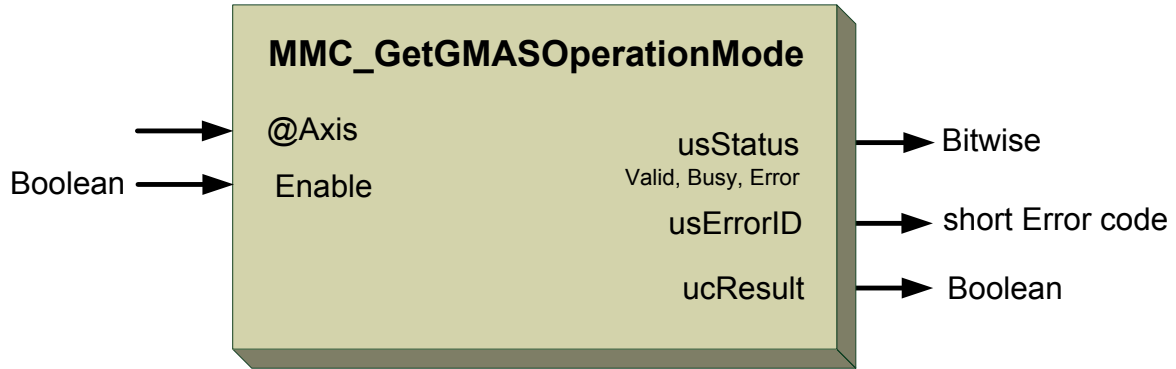 MMC_GetGMASOperationMode
@Axis
Boolean
Enable
usStatus
Bitwise
Valid, Busy, Error
usErrorID
short Error code
ucResult
Boolean